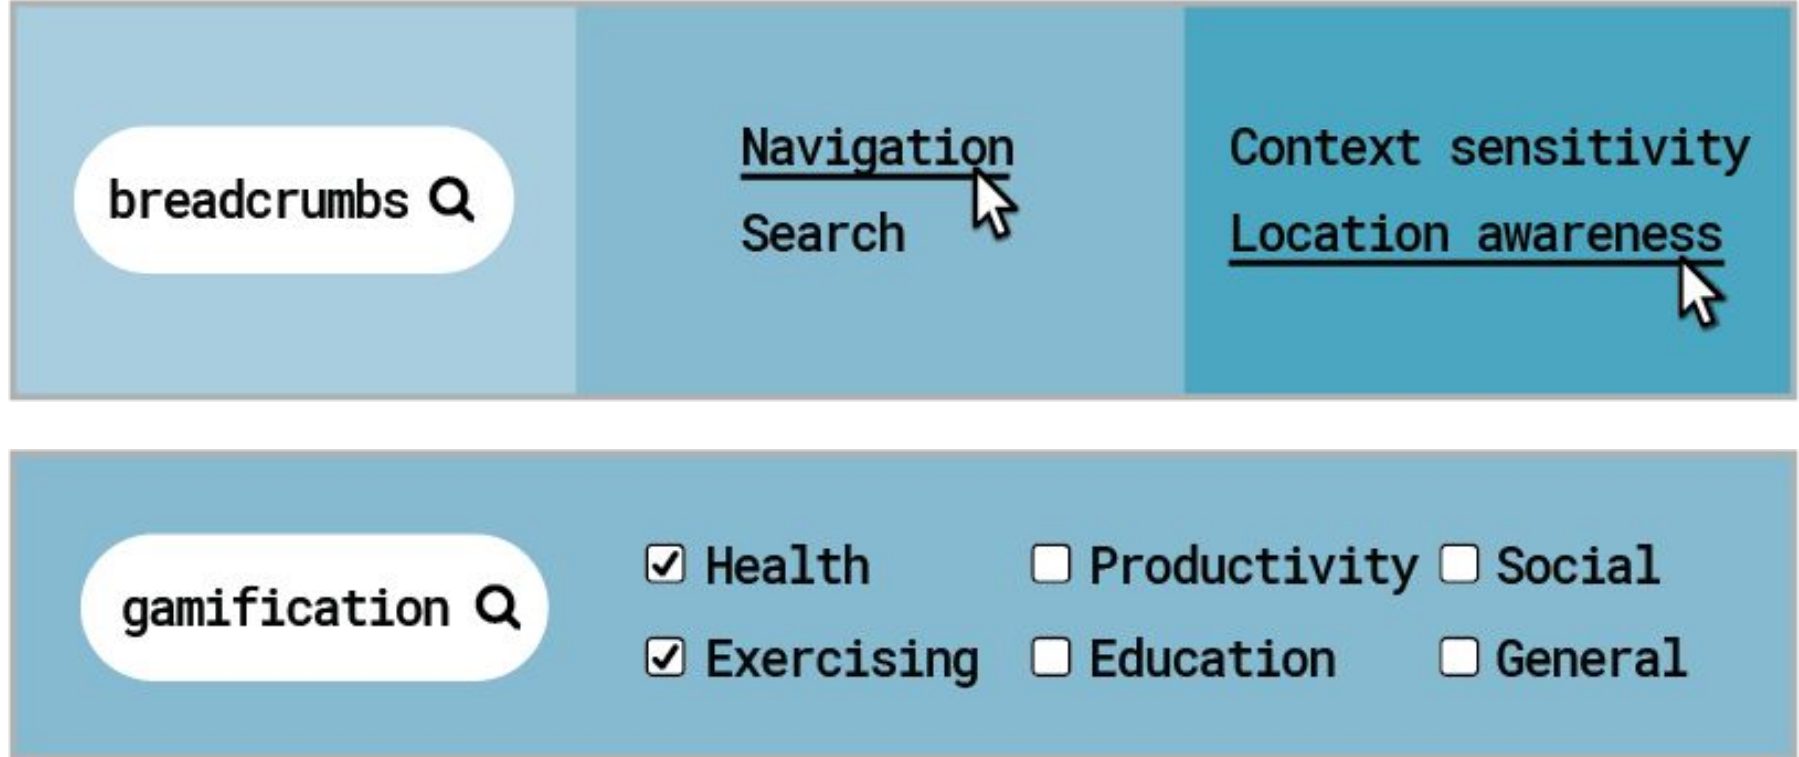 breadcrumbs
Navigation
Search
Context sensitivity
Location awareness
gamification
Health
Productivity
Social
Exercising
Education
General